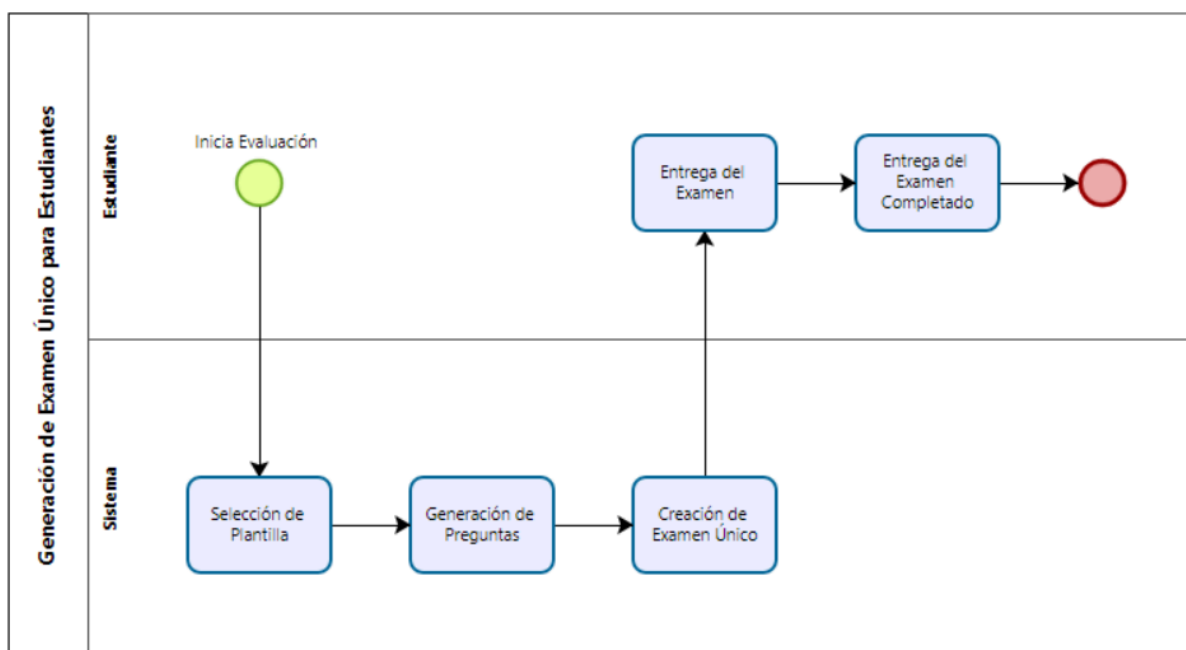 Generación de Examen Único para Estudiantes
Estudiante
Inicia Evaluación
Entrega del
Examen
Entrega del
Examen
Completado
Sistema
Selección de
Plantilla
Generación de
Preguntas
Creación de
Examen Único